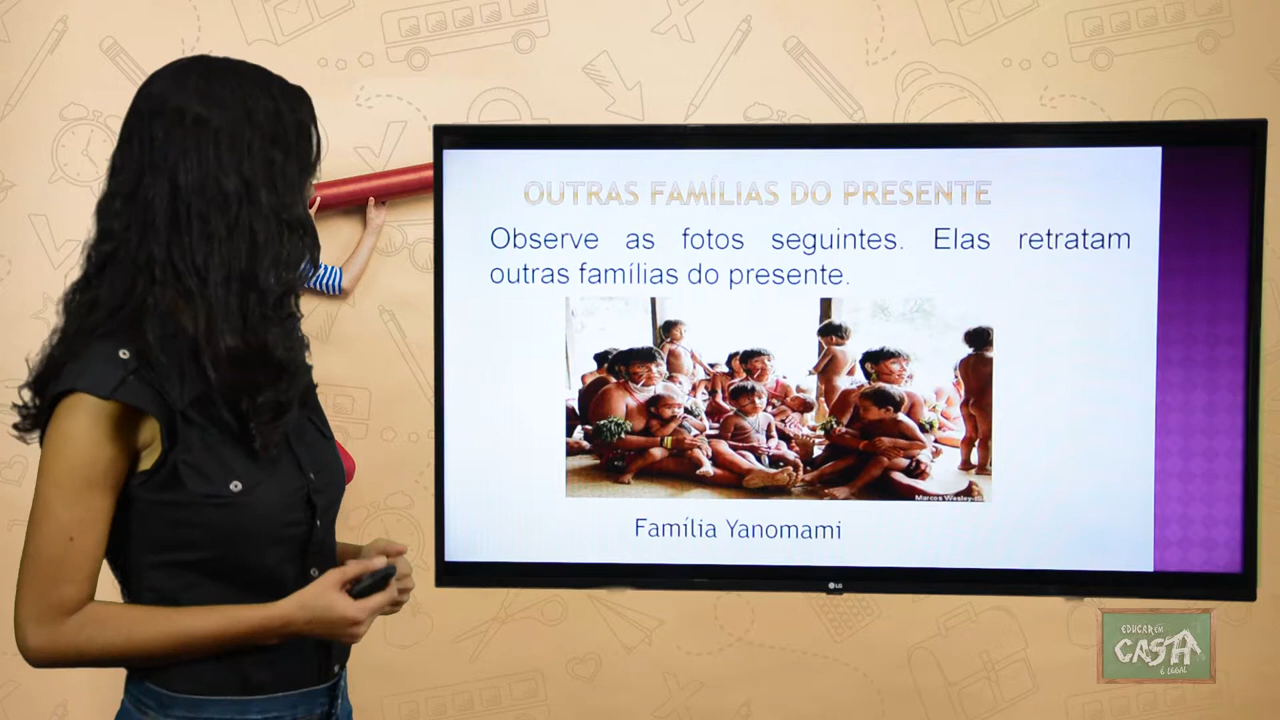 OUTRAS FAMÍLIAS DO PRESENTE
Observe as fotos seguintes. Elas retratam
outras famílias do presente.
Marcos Wesley-
Família Yanomami
LG
EDUCAR EM
CASA
É LEGAL